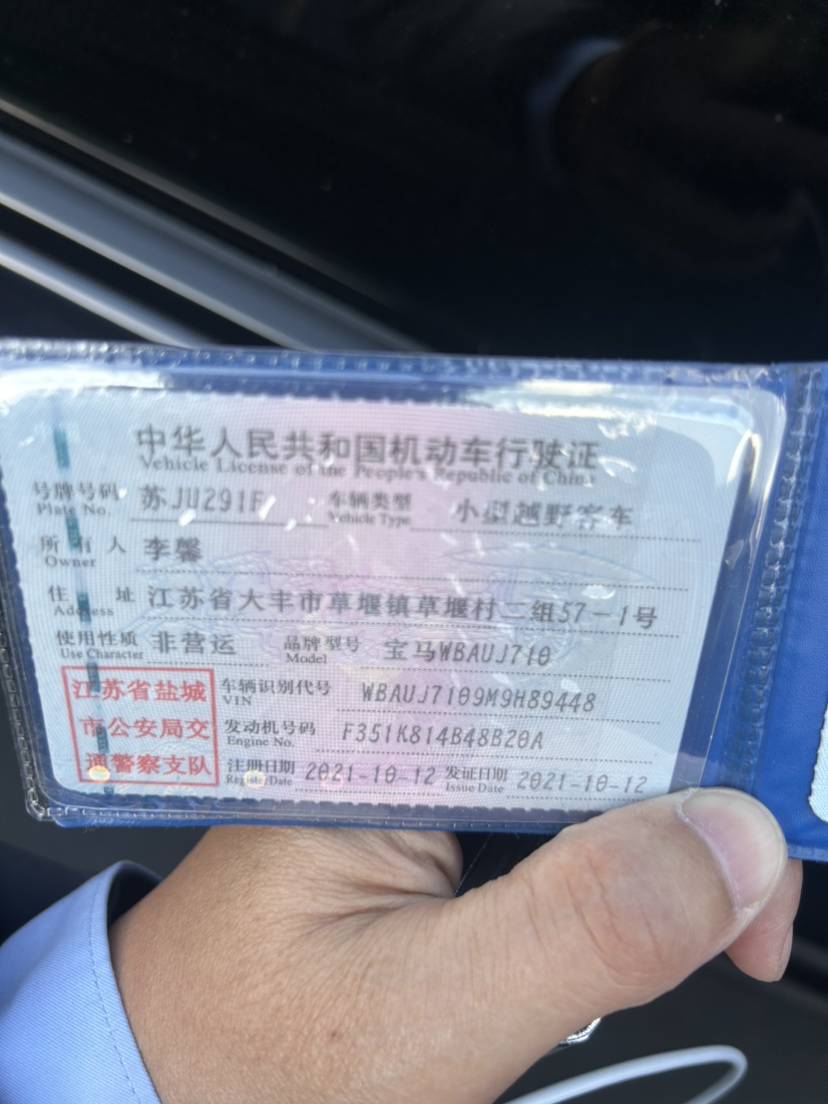 中华人民共和国机动车行驶证
Vehicle License of the People's Republic of China
号牌号码 苏JU291F 车辆类型 小型越野客车
Plate No. Vehicle Type
所有人 李馨
Owner
住址 江苏省大丰市草堰镇草堰村二组57-1号
Address
使用性质 非营运 品牌型号 宝马WBAUJ710
Use Character Model
江苏省盐城 车辆识别代号 WBAUJ7109M9H89448
VIN
市公安局交 发动机号码 F351K814B48B20A
Engine No.
通警察支队 注册日期 2021-10-12 发证日期 2021-10-12
Register Date Issue Date